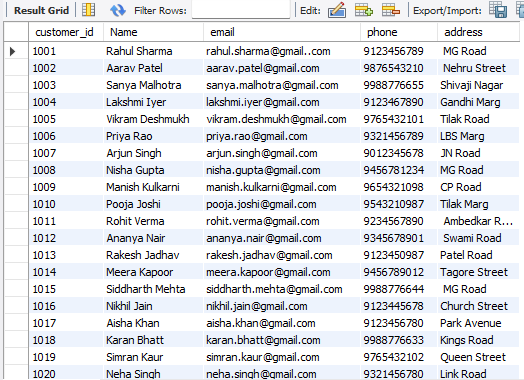 Result Grid Filter Rows: Edit: Export/Import:
customer_id Name email phone address
1001 Rahul Sharma rahul.sharma@gmail..com 9123456789 MG Road
1002 Aarav Patel aarav.patel@gmail.com 9876543210 Nehru Street
1003 Sanya Malhotra sanya.malhotra@gmail.com 9988776655 Shivaji Nagar
1004 Lakshmi Iyer lakshmi.iyer@gmail.com 9123467890 Gandhi Marg
1005 Vikram Deshmukh vikram.deshmukh@gmail.com 9765432101 Tilak Road
1006 Priya Rao priya.rao@gmail.com 9321456789 LBS Marg
1007 Arjun Singh arjun.singh@gmail.com 9012345678 JN Road
1008 Nisha Gupta nisha.gupta@gmail.com 9456781234 MG Road
1009 Manish Kulkarni manish.kulkarni@gmail.com 9654321098 CP Road
1010 Pooja Joshi pooja.joshi@gmail.com 9543210987 Tilak Marg
1011 Rohit Verma rohit.verma@gmail.com 9234567890 Ambedkar R...
1012 Ananya Nair ananya.nair@gmail.com 9345678901 Swami Road
1013 Rakesh Jadhav rakesh.jadhav@gmail.com 9123450987 Patel Road
1014 Meera Kapoor meera.kapoor@gmail.com 9456789012 Tagore Street
1015 Siddharth Mehta siddharth.mehta@gmail.com 9988776644 MG Road
1016 Nikhil Jain nikhil.jain@gmail.com 9123445678 Church Street
1017 Aisha Khan aisha.khan@gmail.com 9123456780 Park Avenue
1018 Karan Bhatt karan.bhatt@gmail.com 9988776633 Kings Road
1019 Simran Kaur simran.kaur@gmail.com 9765432102 Queen Street
1020 Neha Singh neha.singh@gmail.com 9321456780 Link Road